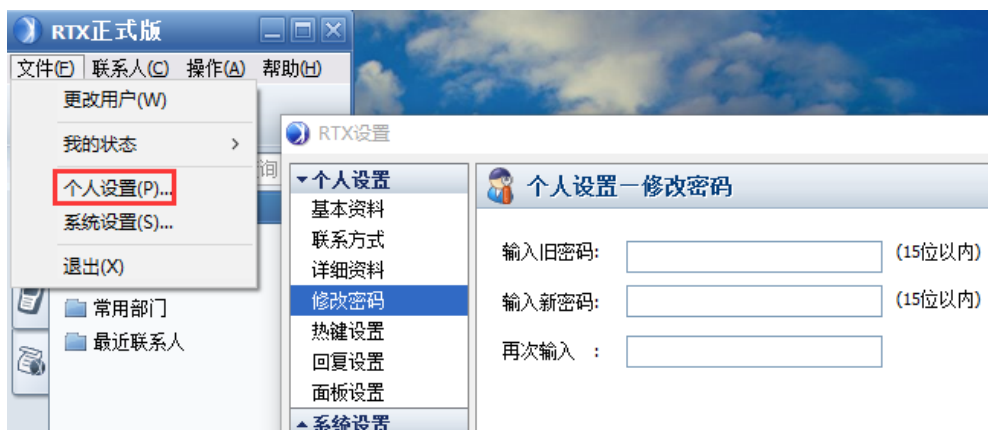 RTX正式版
文件(F) 联系人(C) 操作(A) 帮助(H)
更改用户(W)
我的状态
个人设置(P)...
系统设置(S)...
退出(X)
询
常用部门
最近联系人
RTX设置
个人设置
基本资料
联系方式
详细资料
修改密码
热键设置
回复设置
面板设置
系统设置
个人设置－修改密码
输入旧密码: (15位以内)
输入新密码: (15位以内)
再次输入 :